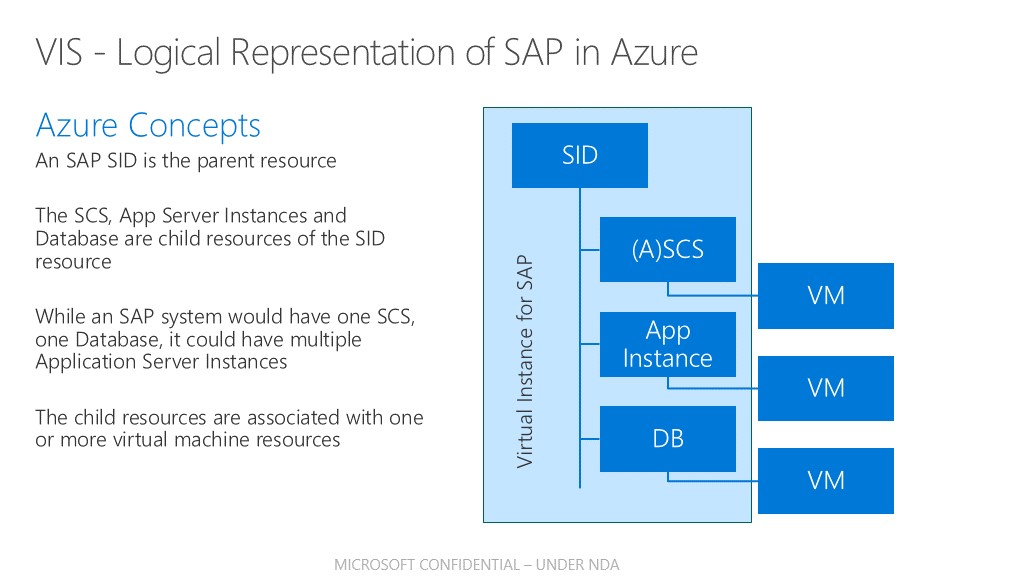 VIS - Logical Representation of SAP in Azure
Azure Concepts
An SAP SID is the parent resource
The SCS, App Server Instances and
Database are child resources of the SID
resource
While an SAP system would have one SCS,
one Database, it could have multiple
Application Server Instances
The child resources are associated with one
or more virtual machine resources
Virtual Instance for SAP
SID
(A)SCS
VM
App
Instance
VM
DB
VM
MICROSOFT CONFIDENTIAL – UNDER NDA